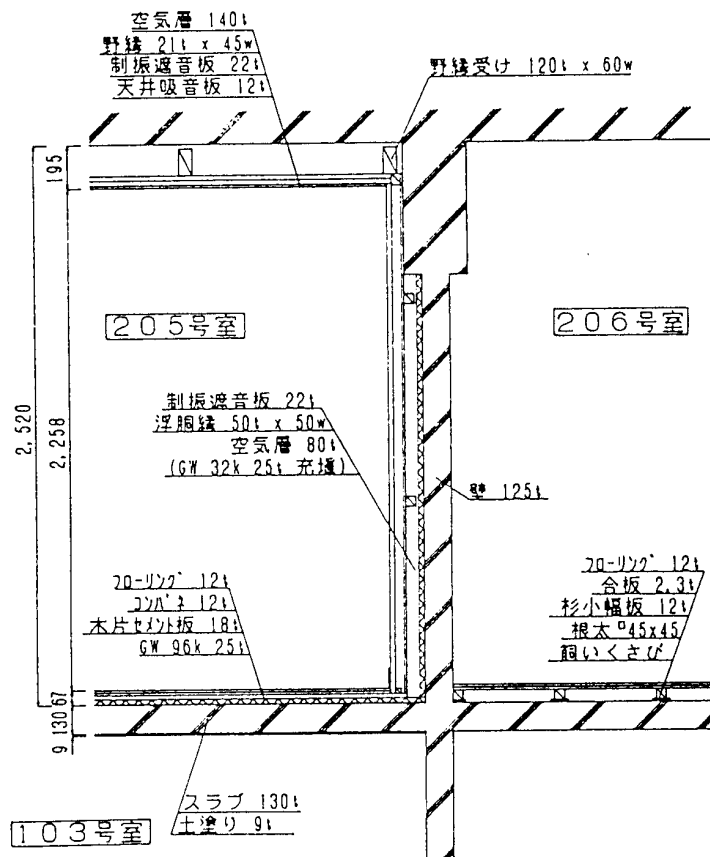 空気層 140t
野縁 21t x 45w
制振遮音板 22t
天井吸音板 12t
野縁受け 120t x 60w
195
205号室
206号室
2,520
2,258
制振遮音板 22t
浮胴縁 50t x 50w
空気層 80t
(GW 32k 25t 充塡)
壁 125t
フローリング 12t
コンパネ 12t
木片セメント板 18t
GW 96k 25t
フローリング 12t
合板 2.3t
杉小幅板 12t
根太 □45x45
飼いくさび
67
130
9
スラブ 130t
土塗り 9t
103号室